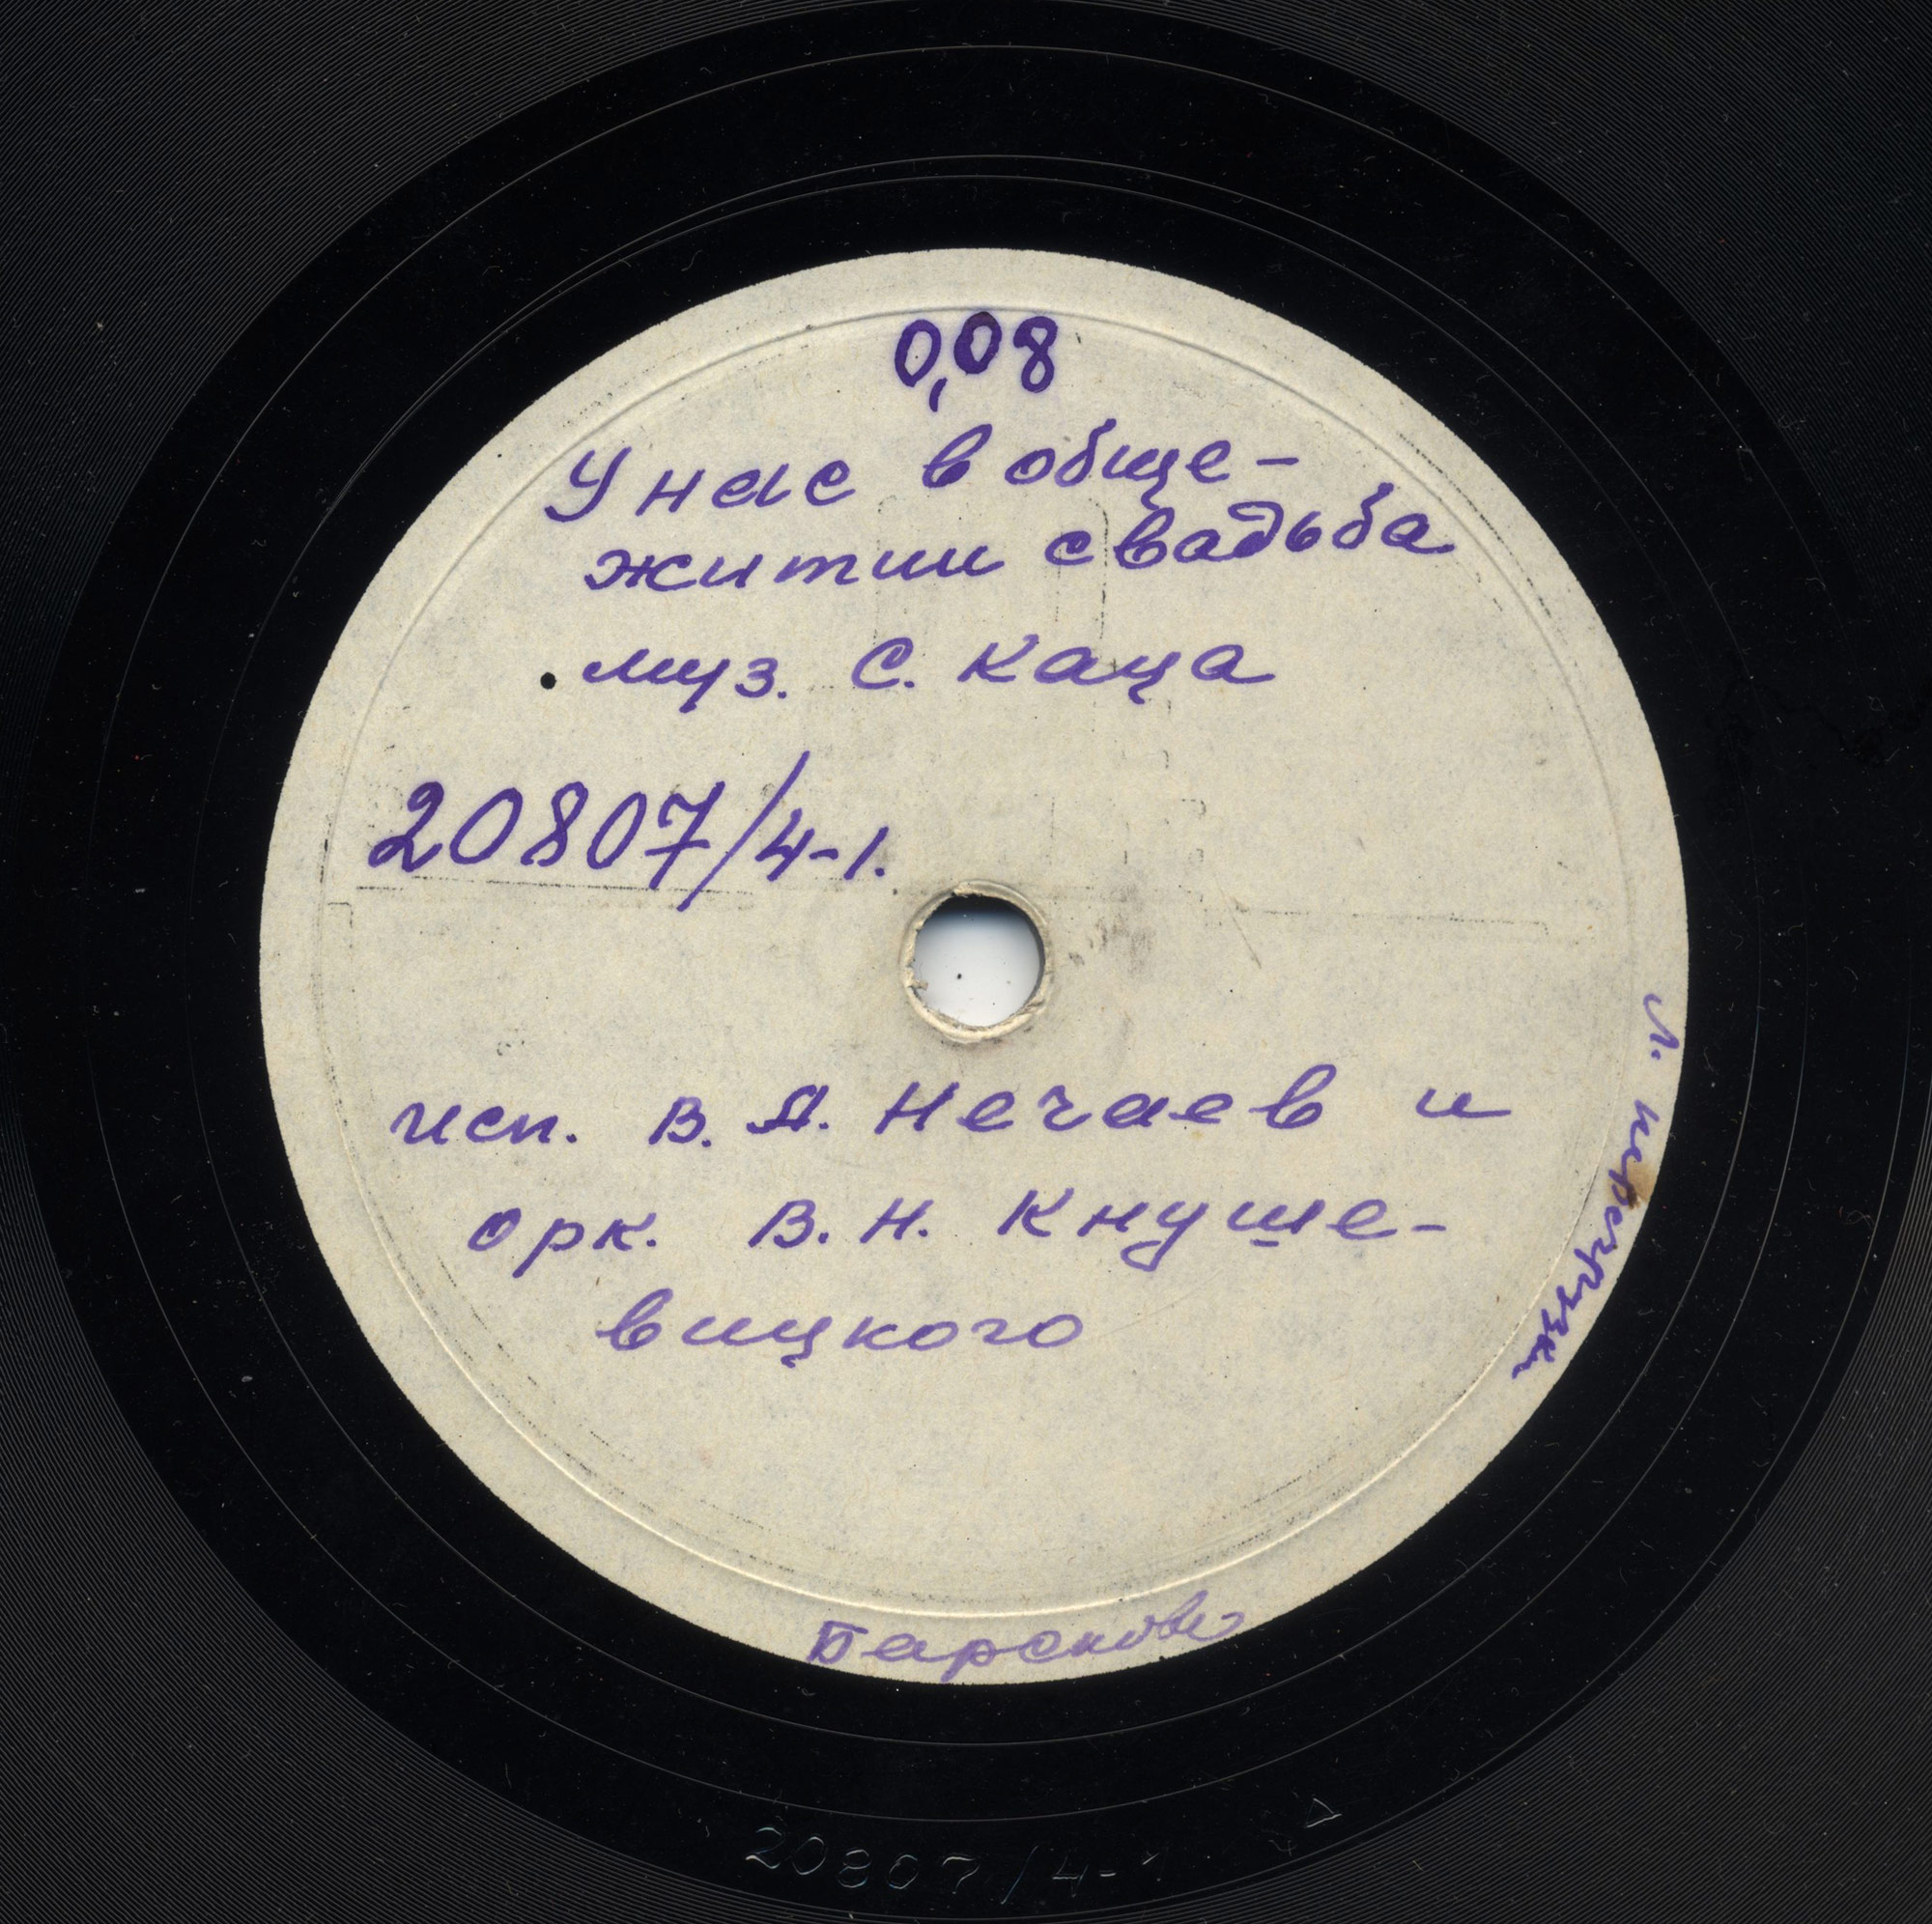 0,08
У нас в обще-
житии свадьба
муз. С. Каца
20807/4-1.
исп. В. А. Нечаев и
орк. В. Н. Кнуше-
вицкого
л.
20807/4-1